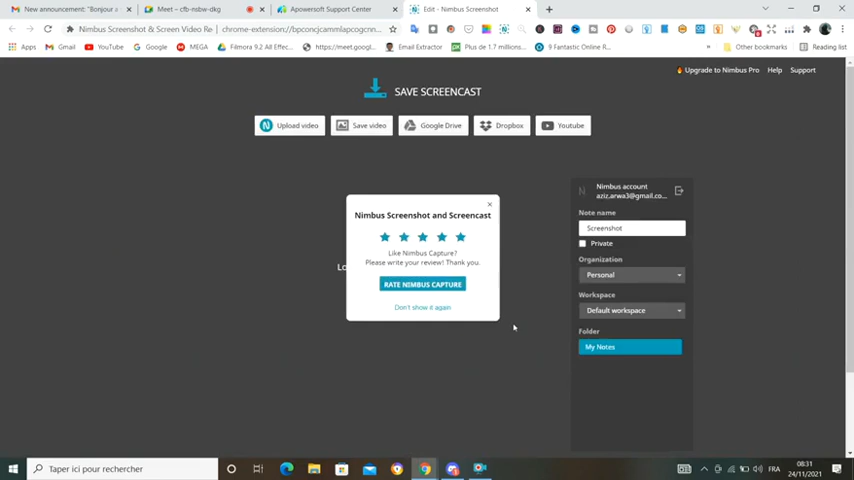 New announcement: "Bonjour a
Meet – cfb-nsbw-dkg
Apowersoft Support Center
Edit - Nimbus Screenshot
Nimbus Screenshot & Screen Video Re
chrome-extension://bpconcjcammlapcogcnn...
Apps
Gmail
YouTube
Google
MEGA
Filmora 9.2 All Effec...
https://meet.googl...
Email Extractor
Plus de 1.7 millions...
9 Fantastic Online R...
»
Other bookmarks
Reading list
Upgrade to Nimbus Pro
Help
Support
SAVE SCREENCAST
Upload video
Save video
Google Drive
Dropbox
Youtube
Nimbus Screenshot and Screencast
Like Nimbus Capture?
Please write your review! Thank you.
RATE NIMBUS CAPTURE
Don't show it again
Lo
Nimbus account
aziz.arwa3@gmail.co...
Note name
Screenshot
Private
Organization
Personal
Workspace
Default workspace
Folder
My Notes
Taper ici pour rechercher
FRA
08:31
24/11/2021